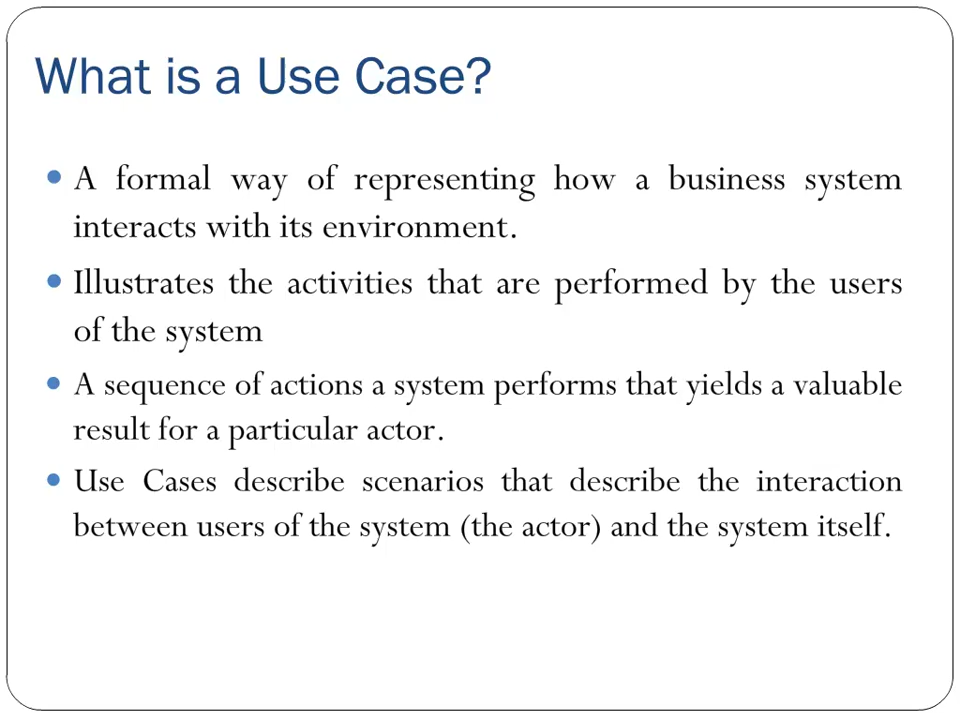 What is a Use Case?
• A formal way of representing how a business system
interacts with its environment.
• Illustrates the activities that are performed by the users
of the system
• A sequence of actions a system performs that yields a valuable
result for a particular actor.
• Use Cases describe scenarios that describe the interaction
between users of the system (the actor) and the system itself.